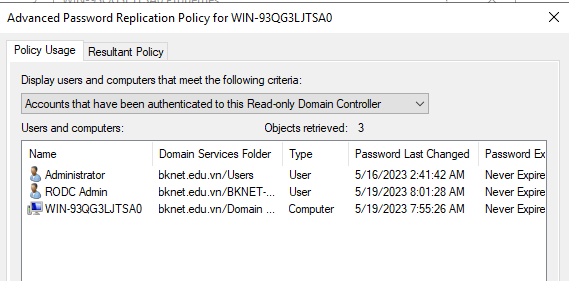 Advanced Password Replication Policy for WIN-93QG3LJTSA0
Policy Usage Resultant Policy
Display users and computers that meet the following criteria:
Accounts that have been authenticated to this Read-only Domain Controller
Users and computers: Objects retrieved: 3
Name Domain Services Folder Type Password Last Changed Password Ex
Administrator bknet.edu.vn/Users User 5/16/2023 2:41:42 AM Never Expire
RODC Admin bknet.edu.vn/BKNET-... User 5/19/2023 8:01:28 AM Never Expire
WIN-93QG3LJTSA0 bknet.edu.vn/Domain ... Computer 5/19/2023 7:55:26 AM Never Expire